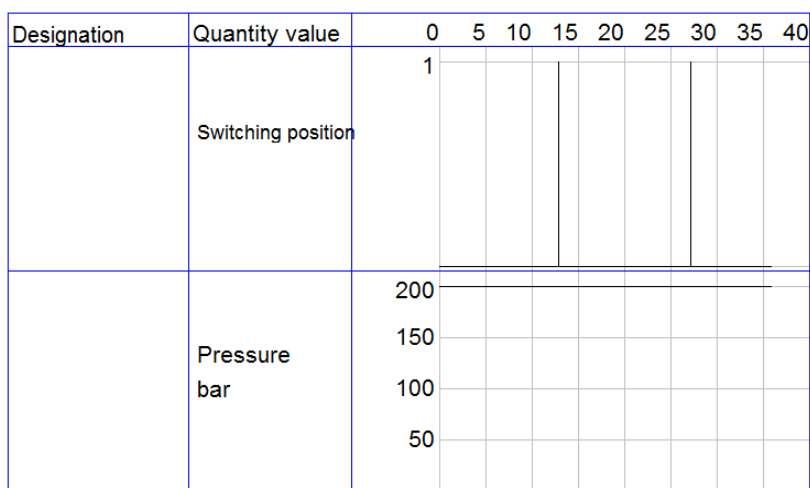 Designation Quantity value 0 5 10 15 20 25 30 35 40
1
Switching position
200
150
Pressure
100
bar
50